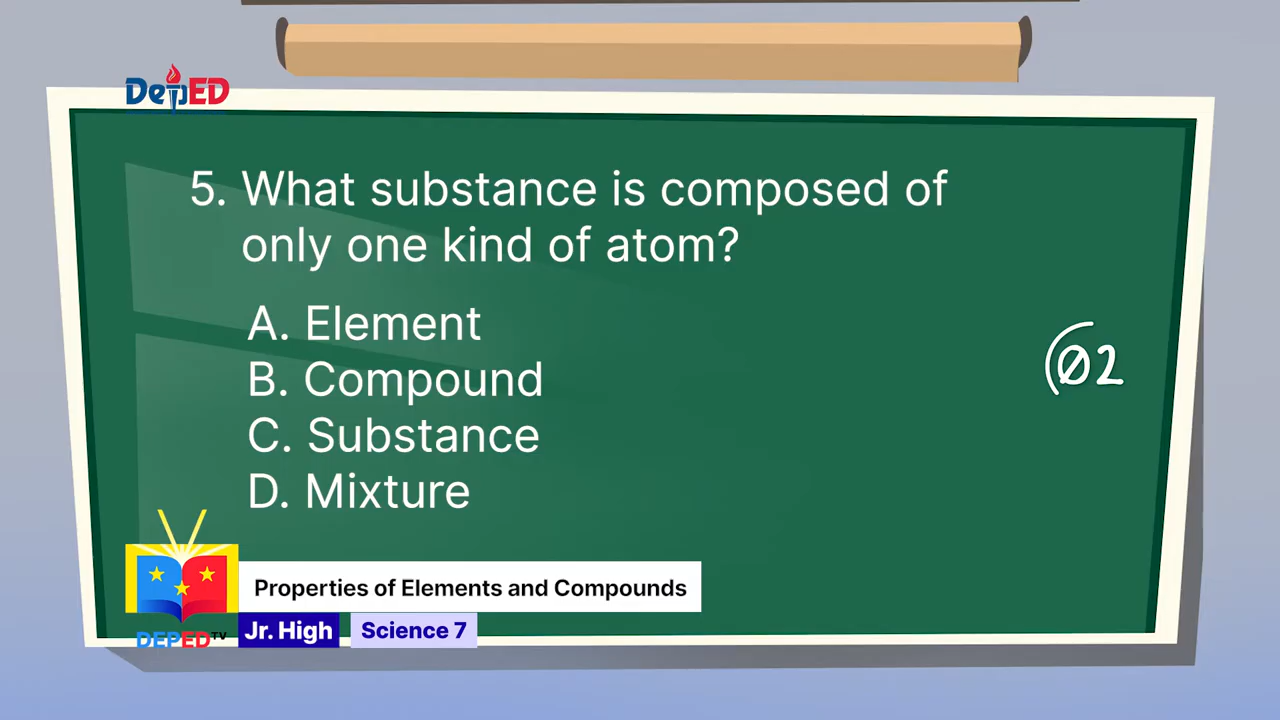 DepED
5. What substance is composed of
only one kind of atom?
A. Element
B. Compound
C. Substance
D. Mixture
02
Properties of Elements and Compounds
DEPED TV
Jr. High
Science 7